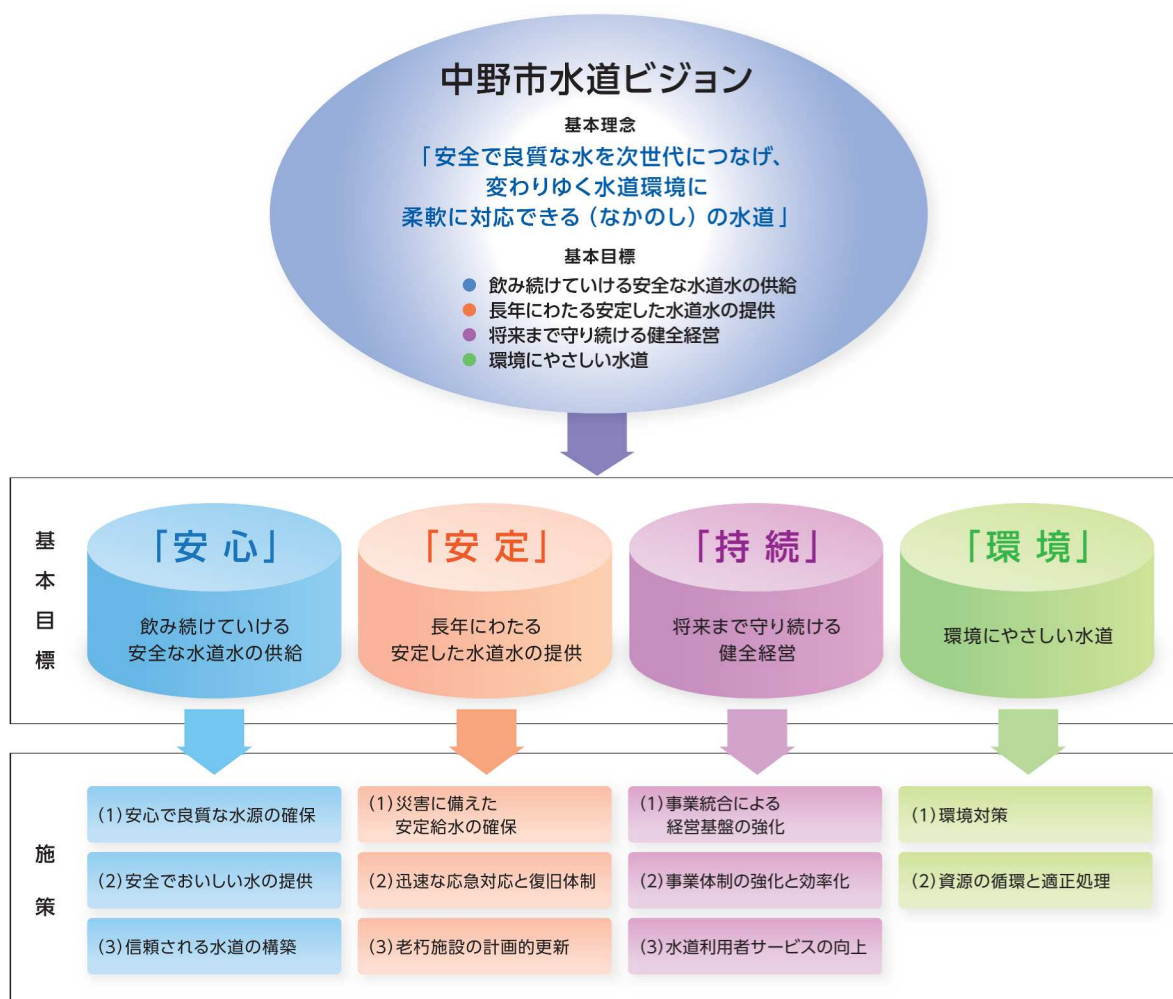 中野市水道ビジョン
基本理念
「安全で良質な水を次世代につなげ、
変わりゆく水道環境に
柔軟に対応できる（なかのし）の水道」
基本目標
● 飲み続けていける安全な水道水の供給
● 長年にわたる安定した水道水の提供
● 将来まで守り続ける健全経営
● 環境にやさしい水道
基本目標
「安心」
飲み続けていける
安全な水道水の供給
「安定」
長年にわたる
安定した水道水の提供
「持続」
将来まで守り続ける
健全経営
「環境」
環境にやさしい水道
施策
(1)安心で良質な水源の確保
(2)安全でおいしい水の提供
(3)信頼される水道の構築
(1)災害に備えた
安定給水の確保
(2)迅速な応急対応と復旧体制
(3)老朽施設の計画的更新
(1)事業統合による
経営基盤の強化
(2)事業体制の強化と効率化
(3)水道利用者サービスの向上
(1)環境対策
(2)資源の循環と適正処理